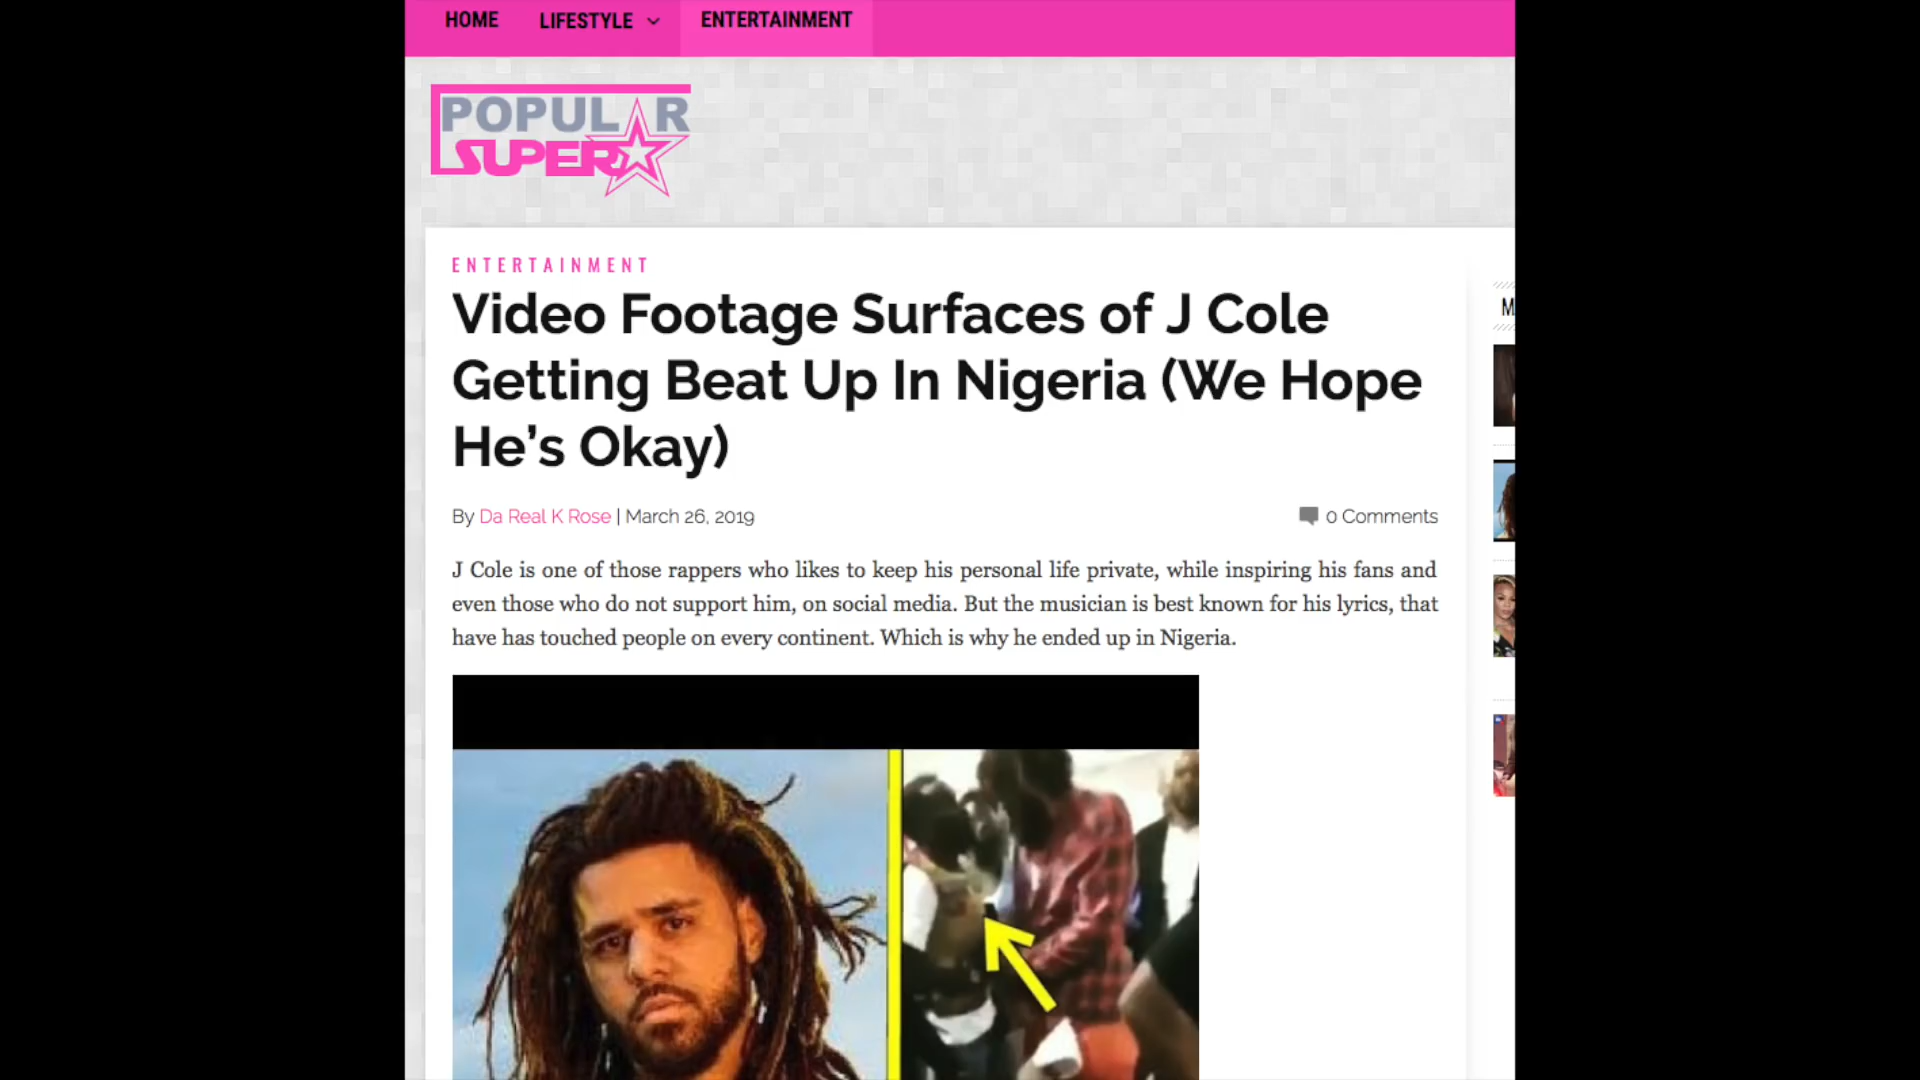 HOME LIFESTYLE ENTERTAINMENT
POPULAR
SUPER
ENTERTAINMENT
Video Footage Surfaces of J Cole
Getting Beat Up In Nigeria (We Hope
He's Okay)
By Da Real K Rose | March 26, 2019 0 Comments
J Cole is one of those rappers who likes to keep his personal life private, while inspiring his fans and
even those who do not support him, on social media. But the musician is best known for his lyrics, that
have has touched people on every continent. Which is why he ended up in Nigeria.